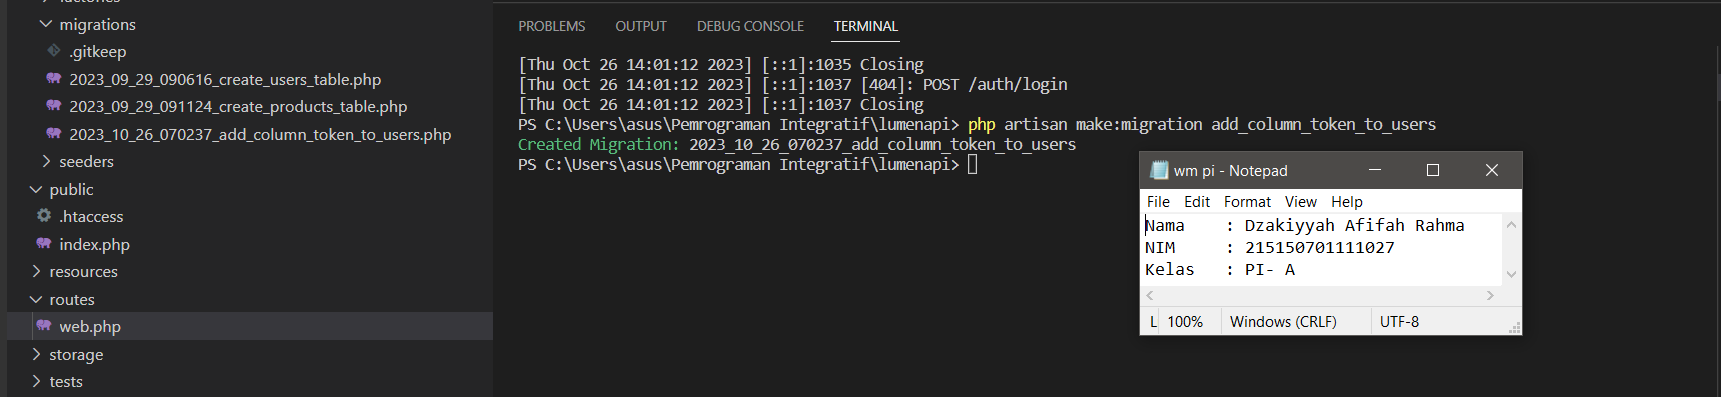 factories
migrations
.gitkeep
2023_09_29_090616_create_users_table.php
2023_09_29_091124_create_products_table.php
2023_10_26_070237_add_column_token_to_users.php
seeders
public
.htaccess
index.php
resources
routes
web.php
storage
tests
PROBLEMS OUTPUT DEBUG CONSOLE TERMINAL
[Thu Oct 26 14:01:12 2023] [::1]:1035 Closing
[Thu Oct 26 14:01:12 2023] [::1]:1037 [404]: POST /auth/login
[Thu Oct 26 14:01:12 2023] [::1]:1037 Closing
PS C:\Users\asus\Pemrograman Integratif\lumenapi> php artisan make:migration add_column_token_to_users
Created Migration: 2023_10_26_070237_add_column_token_to_users
PS C:\Users\asus\Pemrograman Integratif\lumenapi>
wm pi - Notepad
File Edit Format View Help
Nama : Dzakiyyah Afifah Rahma
NIM : 215150701111027
Kelas : PI- A
L 100% Windows (CRLF) UTF-8